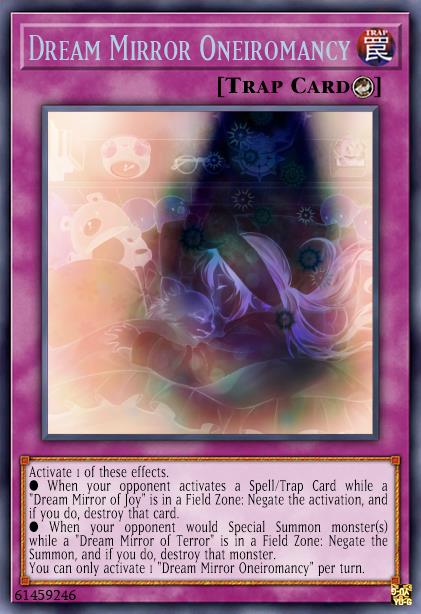 DREAM MIRROR ONEIROMANCY
TRAP
罠
[TRAP CARD]
Activate 1 of these effects.
● When your opponent activates a Spell/Trap Card while a
"Dream Mirror of Joy" is in a Field Zone: Negate the activation, and
if you do, destroy that card.
● When your opponent would Special Summon monster(s)
while a "Dream Mirror of Terror" is in a Field Zone: Negate the
Summon, and if you do, destroy that monster.
You can only activate 1 "Dream Mirror Oneiromancy" per turn.
61459246